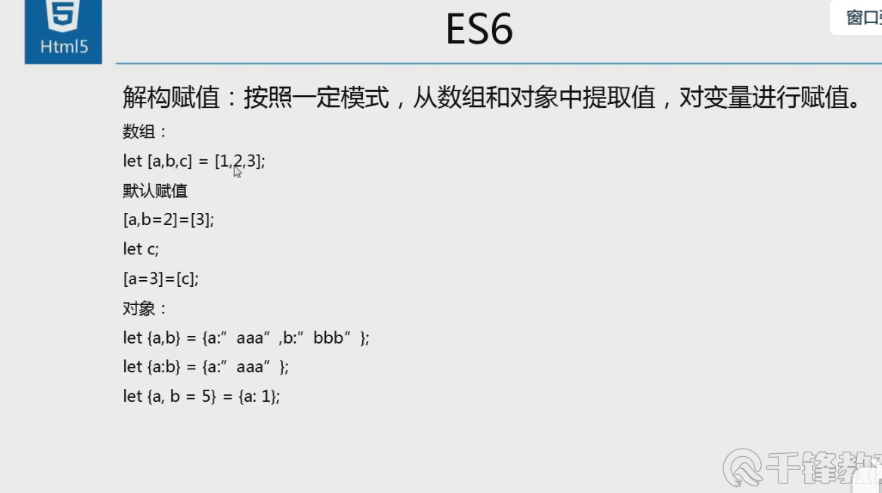 Html5
ES6
窗口
解构赋值：按照一定模式，从数组和对象中提取值，对变量进行赋值。
数组：
let [a,b,c] = [1,2,3];
默认赋值
[a,b=2]=[3];
let c;
[a=3]=[c];
对象：
let {a,b} = {a:”aaa”,b:”bbb”};
let {a:b} = {a:”aaa”};
let {a, b = 5} = {a: 1};
千锋教